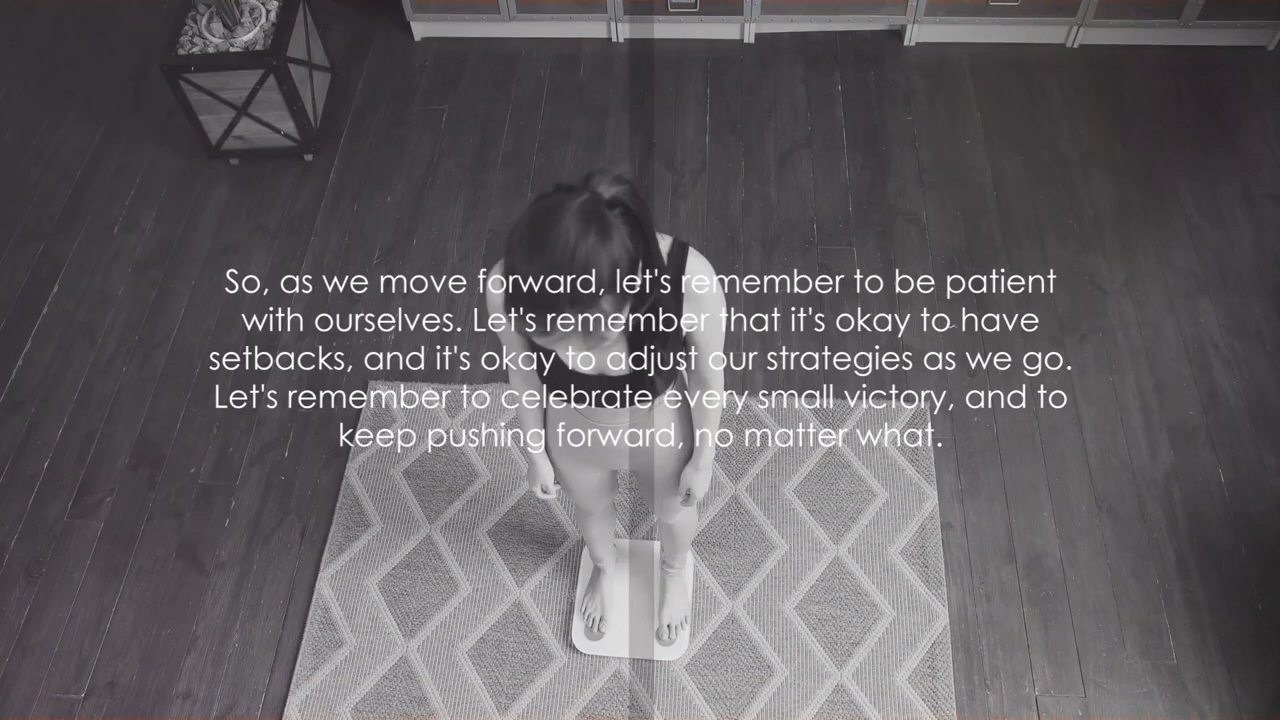 So, as we move forward, let's remember to be patient
with ourselves. Let's remember that it's okay to have
setbacks, and it's okay to adjust our strategies as we go.
Let's remember to celebrate every small victory, and to
keep pushing forward, no matter what.